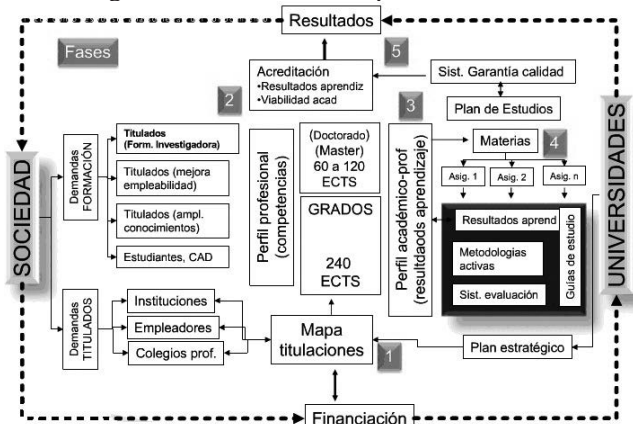 Resultados
Fases
5
Acreditación
•Resultados aprendiz
•Viabilidad acad
Sist. Garantía calidad
2
3
Plan de Estudios
SOCIEDAD
Demandas
FORMACIÓN
Titulados
(Form. Investigadora)
Titulados (mejora
empleabilidad)
Titulados (ampl.
conocimientos)
Estudiantes, CAD
Perfil profesional
(competencias)
(Doctorado)
(Master)
60 a 120
ECTS
GRADOS
240
ECTS
Perfil académico-prof
(resultdaods aprendizaje)
Materias
4
Asig. 1
Asig. 2
Asig. n
Resultados aprend
Metodologias
activas
Sist. evaluación
Guías de estudio
UNIVERSIDADES
Demandas
TITULADOS
Instituciones
Empleadores
Colegios prof.
Mapa
titulaciones
1
Plan estratégico
Financiación